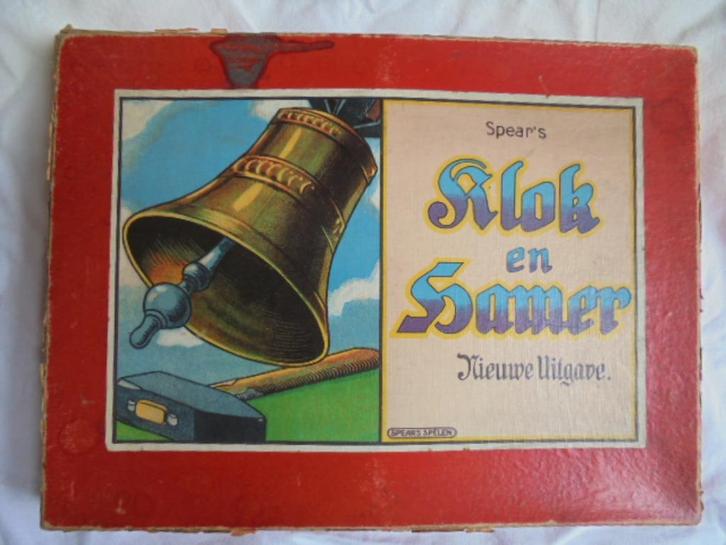 Spear's
Klok
en
Hamer
Nieuwe Uitgave.
SPEAR'S SPELEN